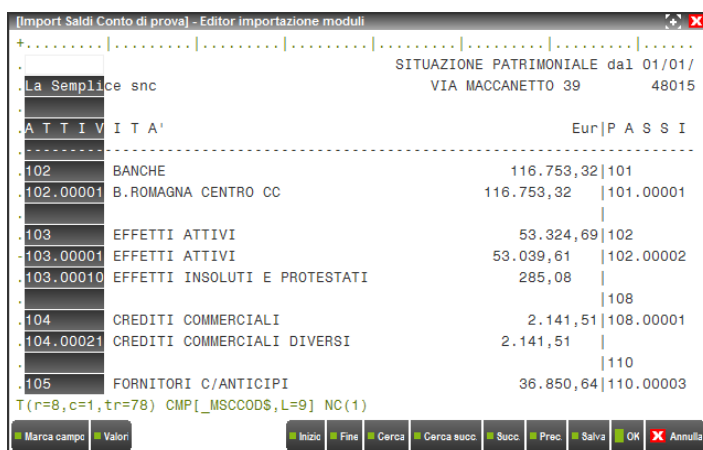 [Import Saldi Conto di prova] - Editor importazione moduli
+.........|.........|.........|.........|.........|.........|.........|......
. SITUAZIONE PATRIMONIALE dal 01/01/
.La Semplice snc VIA MACCANETTO 39 48015
.
.A T T I V I T A' Eur|P A S S I
.----------------------------------------------------------------------------
.102 BANCHE 116.753,32|101
.102.00001 B.ROMAGNA CENTRO CC 116.753,32 |101.00001
. |
.103 EFFETTI ATTIVI 53.324,69|102
-103.00001 EFFETTI ATTIVI 53.039,61 |102.00002
.103.00010 EFFETTI INSOLUTI E PROTESTATI 285,08 |
. |108
.104 CREDITI COMMERCIALI 2.141,51|108.00001
.104.00021 CREDITI COMMERCIALI DIVERSI 2.141,51 |
. |110
.105 FORNITORI C/ANTICIPI 36.850,64|110.00003
T(r=8,c=1,tr=78) CMP[_MSCCOD$,L=9] NC(1)
Marca campo Valori Inizio Fine Cerca Cerca succ. Succ. Prec. Salva OK Annulla